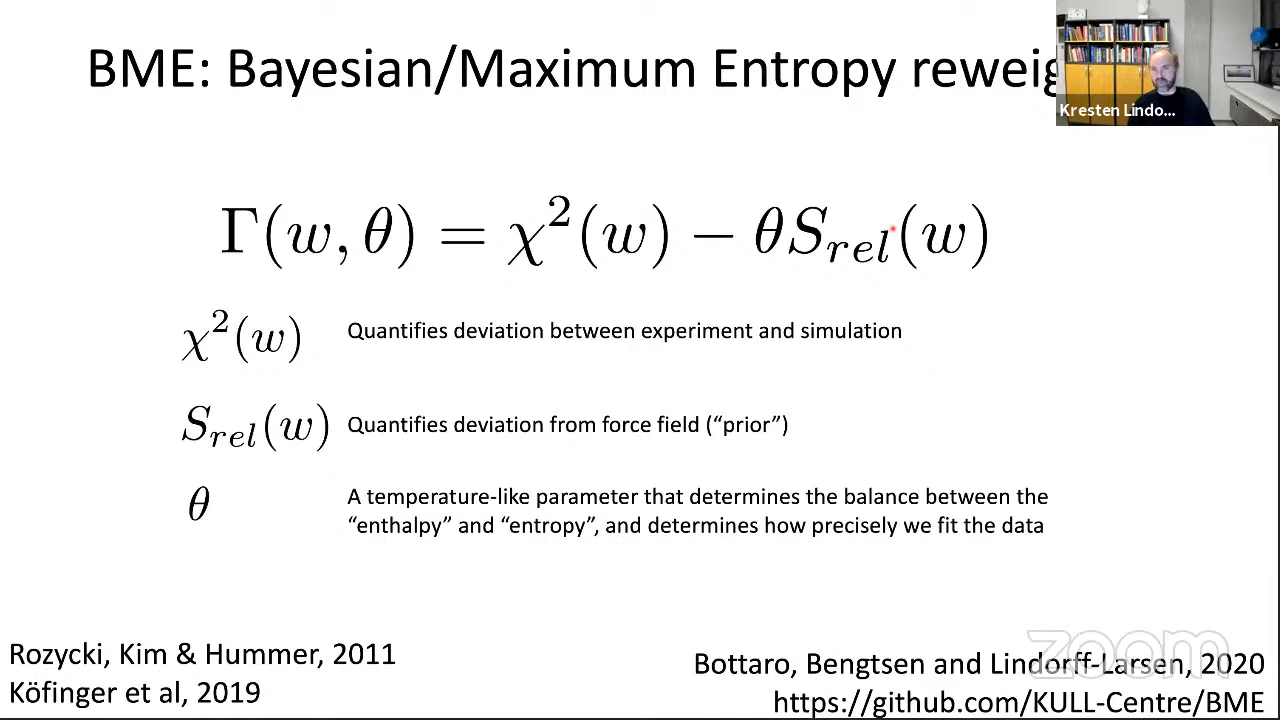 BME: Bayesian/Maximum Entropy reweig
Kresten Lindo...
Γ(w, θ) = χ²(w) − θS_rel(w)
χ²(w) Quantifies deviation between experiment and simulation
S_rel(w) Quantifies deviation from force field (“prior”)
θ A temperature-like parameter that determines the balance between the
“enthalpy” and “entropy”, and determines how precisely we fit the data
Rozycki, Kim & Hummer, 2011
Köfinger et al, 2019
zoom
Bottaro, Bengtsen and Lindorff-Larsen, 2020
https://github.com/KULL-Centre/BME